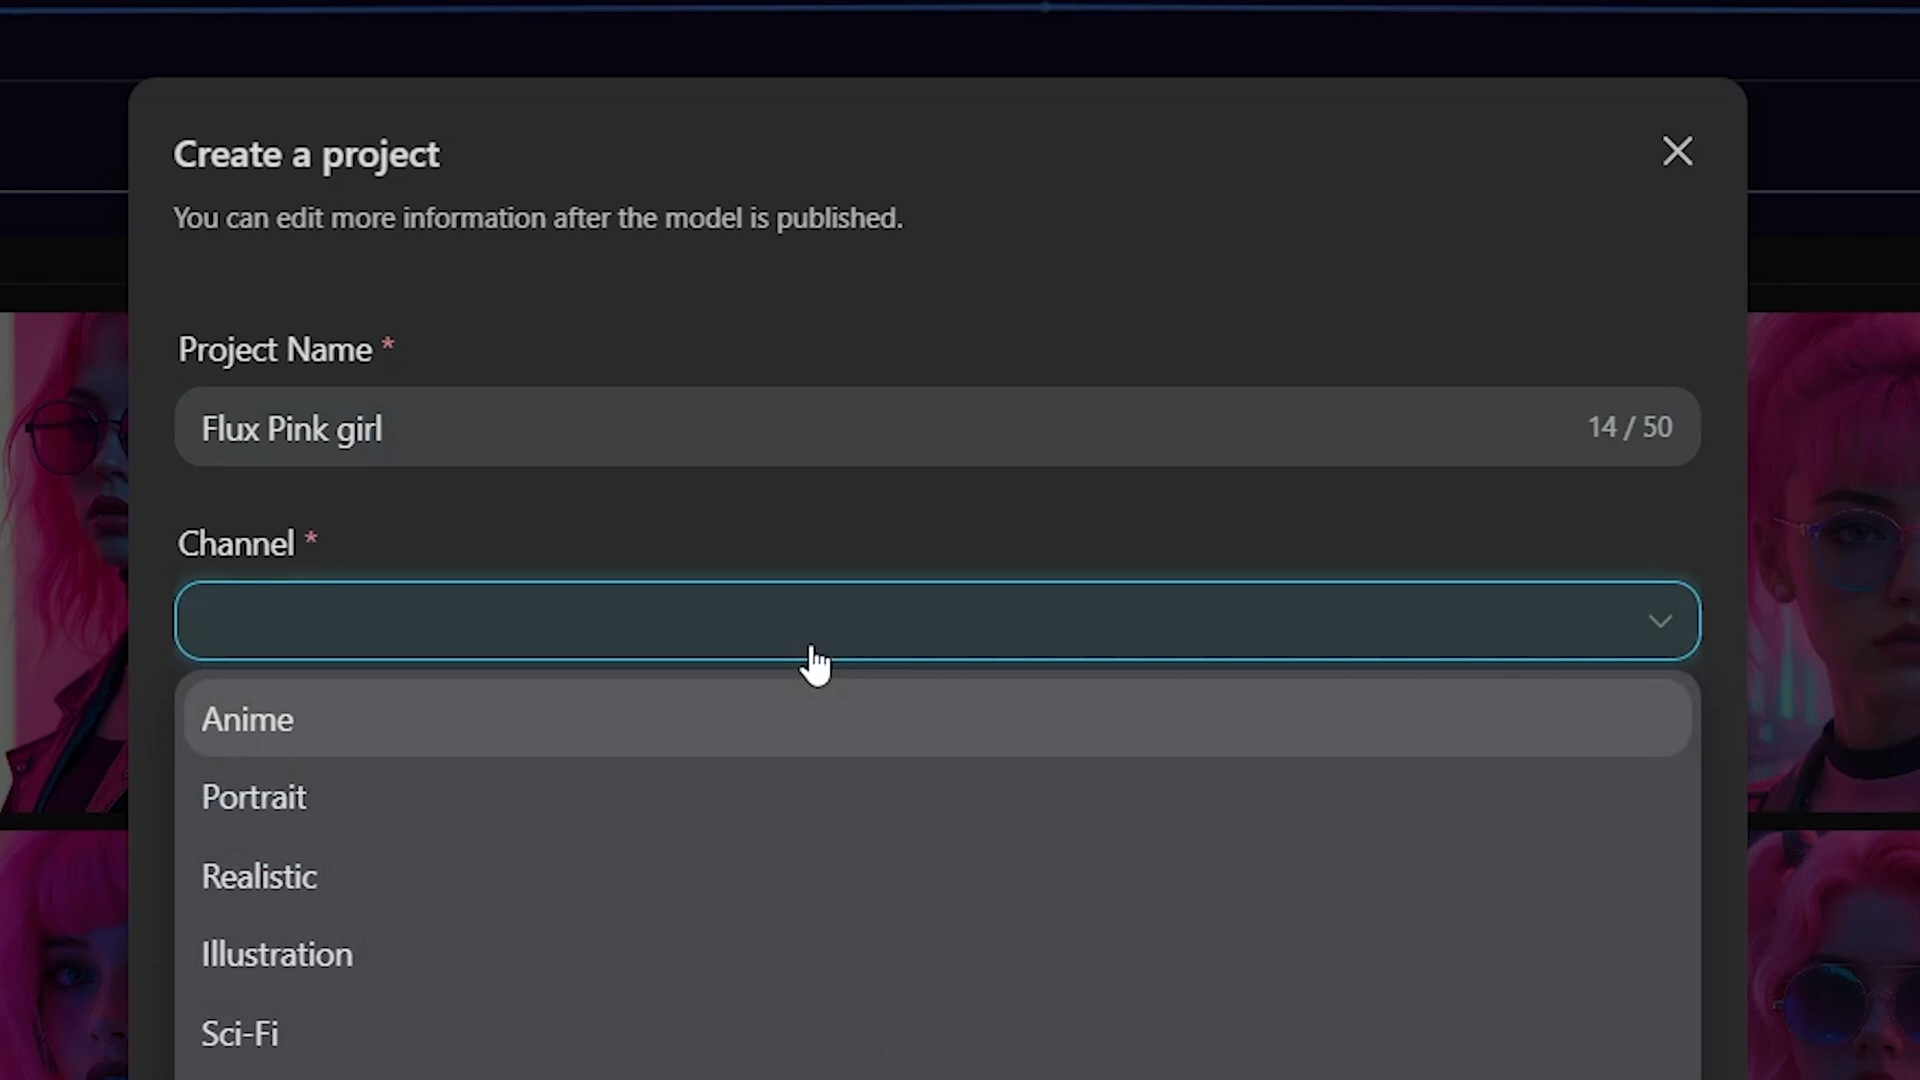 Create a project
You can edit more information after the model is published.
Project Name *
Flux Pink girl 14 / 50
Channel *
Anime
Portrait
Realistic
Illustration
Sci-Fi